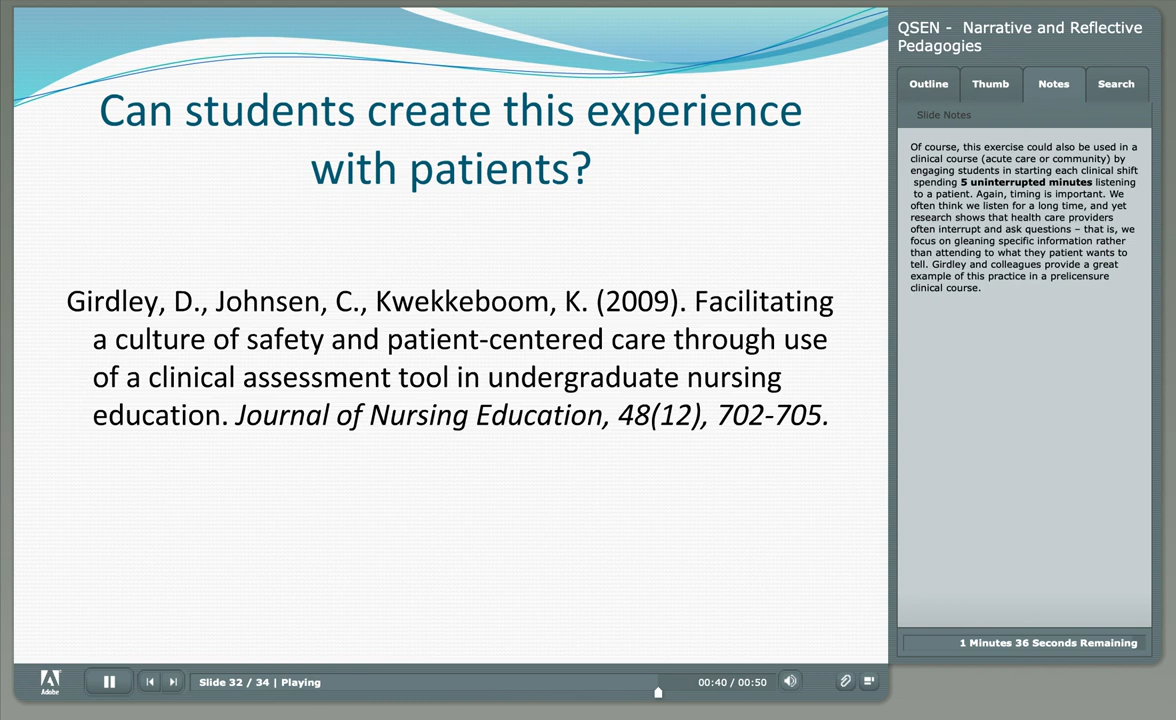 Can students create this experience
with patients?
Girdley, D., Johnsen, C., Kwekkeboom, K. (2009). Facilitating
a culture of safety and patient-centered care through use
of a clinical assessment tool in undergraduate nursing
education. Journal of Nursing Education, 48(12), 702-705.
QSEN - Narrative and Reflective
Pedagogies
Outline Thumb Notes Search
Slide Notes
Of course, this exercise could also be used in a
clinical course (acute care or community) by
engaging students in starting each clinical shift
spending 5 uninterrupted minutes listening
to a patient. Again, timing is important. We
often think we listen for a long time, and yet
research shows that health care providers
often interrupt and ask questions – that is, we
focus on gleaning specific information rather
than attending to what they patient wants to
tell. Girdley and colleagues provide a great
example of this practice in a prelicensure
clinical course.
1 Minutes 36 Seconds Remaining
Adobe
Slide 32 / 34 | Playing
00:40 / 00:50